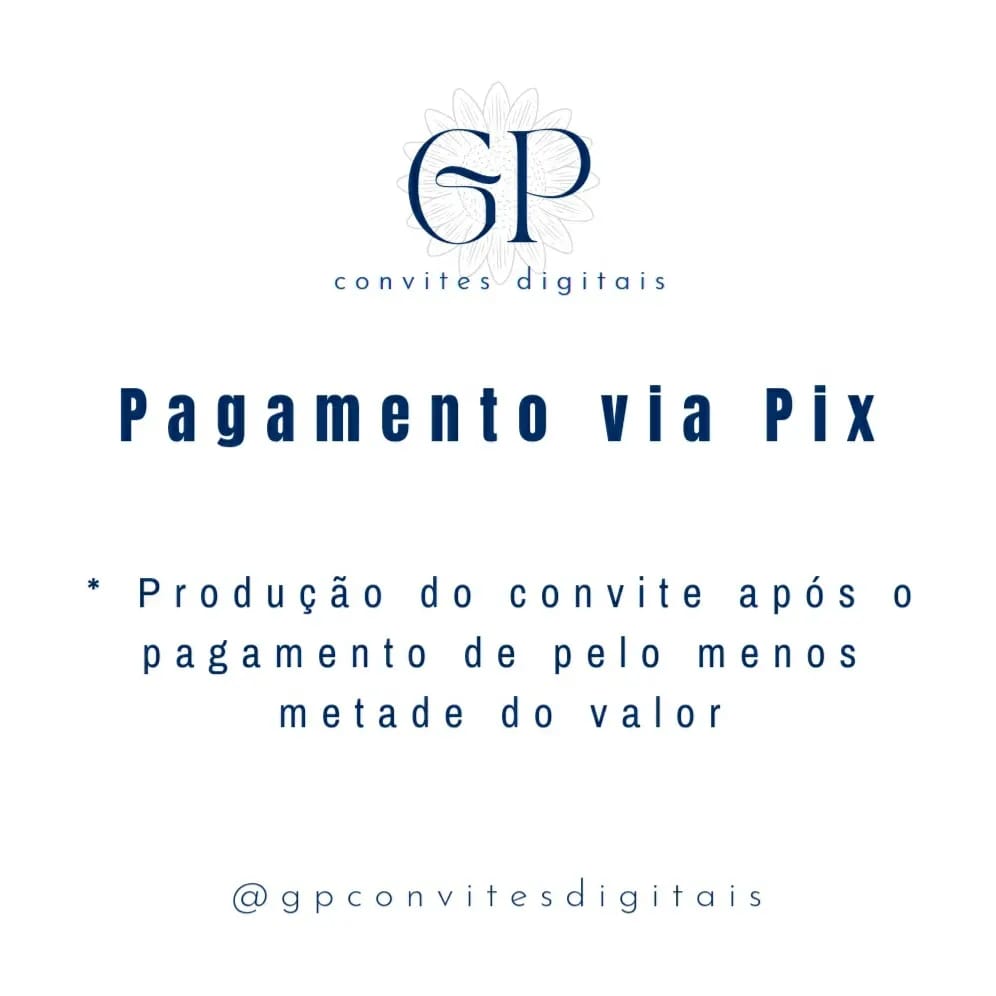 GP
convites digitais
Pagamento via Pix
* Produção do convite após o
pagamento de pelo menos
metade do valor
@gpconvitesdigitais